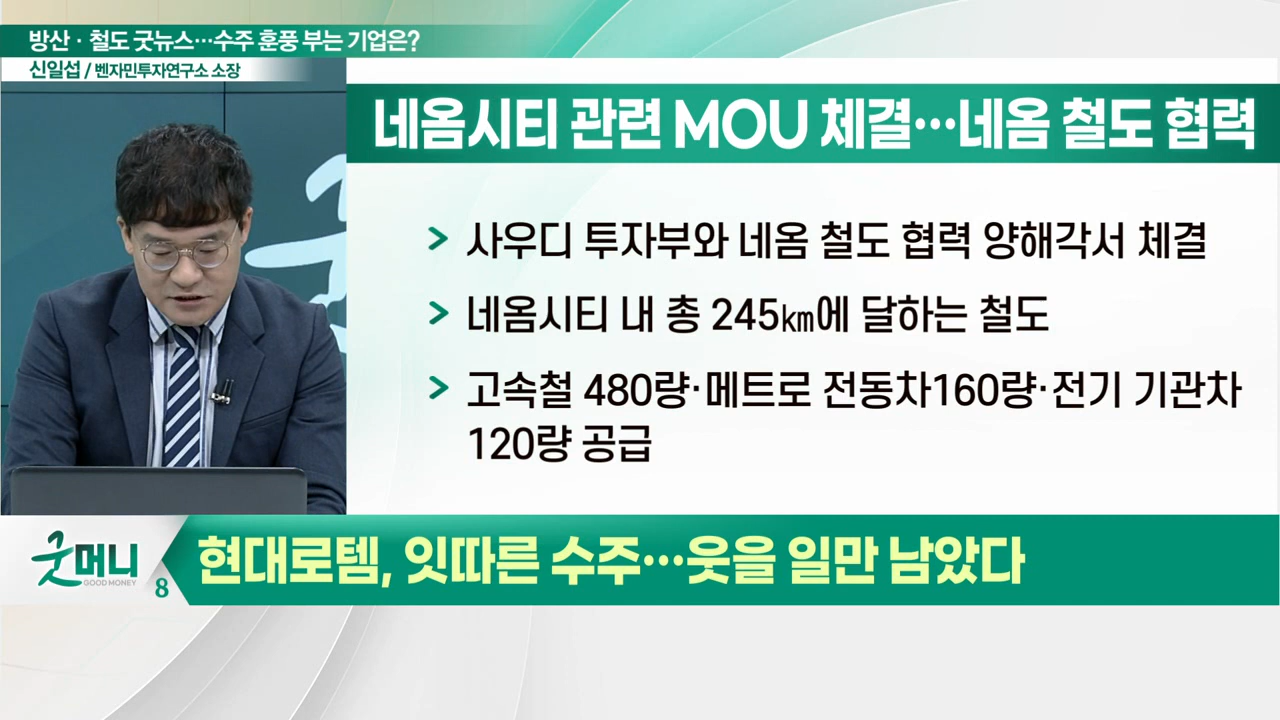 방산·철도 굿뉴스…수주 훈풍 부는 기업은?
신일섭 / 벤자민투자연구소 소장
네옴시티 관련 MOU 체결…네옴 철도 협력
> 사우디 투자부와 네옴 철도 협력 양해각서 체결
> 네옴시티 내 총 245㎞에 달하는 철도
> 고속철 480량·메트로 전동차160량·전기 기관차
120량 공급
굿머니
GOOD MONEY
8
현대로템, 잇따른 수주…웃을 일만 남았다